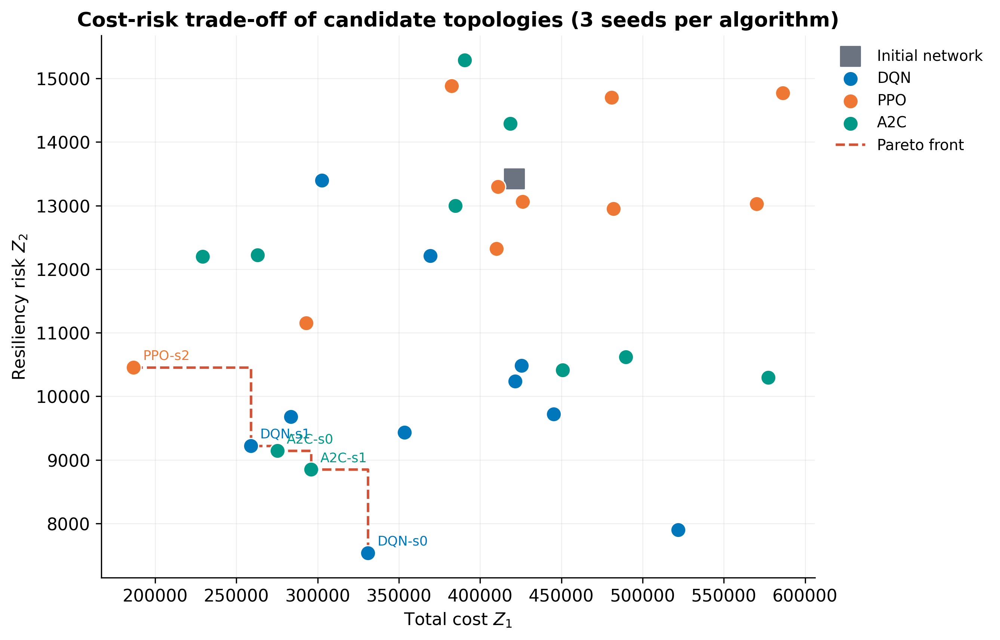 Cost-risk trade-off of candidate topologies (3 seeds per algorithm)
Initial network
DQN
PPO
A2C
Pareto front
Resiliency risk Z₂
15000
14000
13000
12000
11000
10000
9000
8000
PPO-s2
DQN-s1
A2C-s0
A2C-s1
DQN-s0
200000 250000 300000 350000 400000 450000 500000 550000 600000
Total cost Z₁